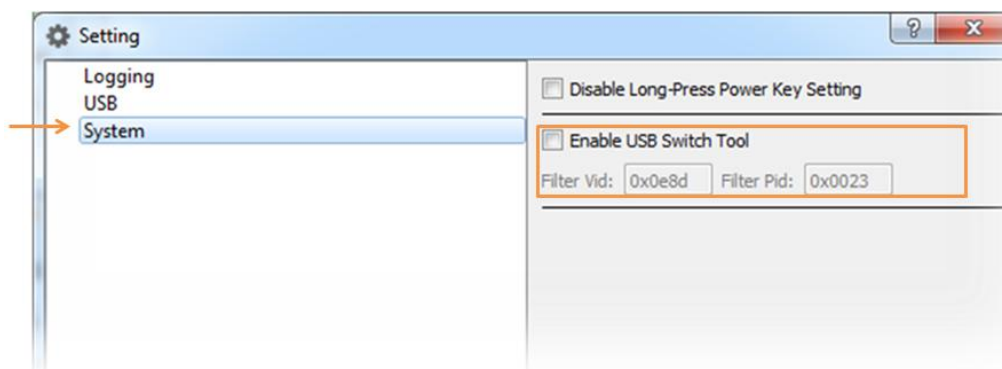 Setting
Logging
USB
System
Disable Long-Press Power Key Setting
Enable USB Switch Tool
Filter Vid: 0x0e8d Filter Pid: 0x0023